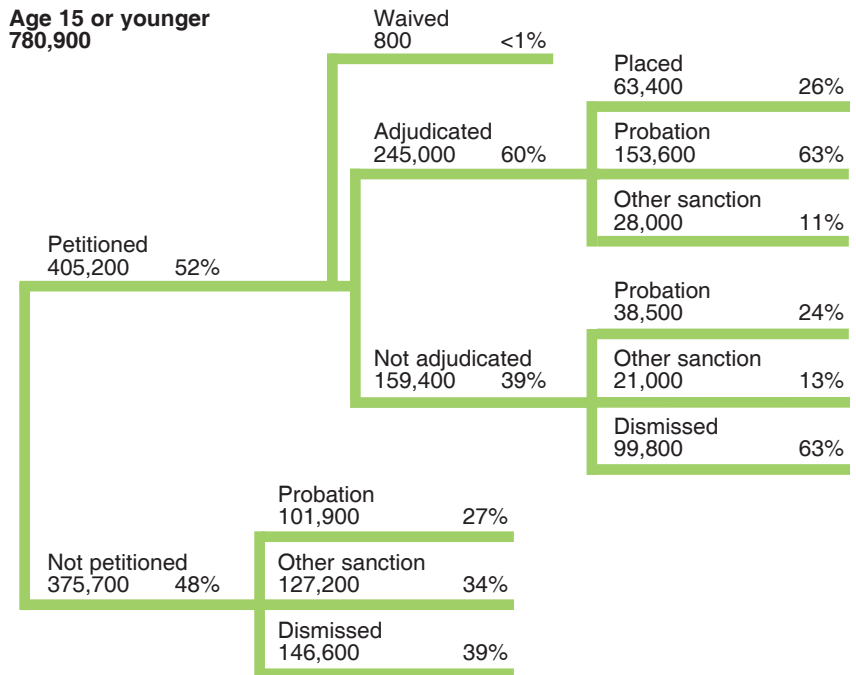 Age 15 or younger
780,900
Waived
800 <1%
Placed
63,400 26%
Adjudicated
245,000 60%
Probation
153,600 63%
Other sanction
28,000 11%
Petitioned
405,200 52%
Probation
38,500 24%
Not adjudicated
159,400 39%
Other sanction
21,000 13%
Dismissed
99,800 63%
Probation
101,900 27%
Not petitioned
375,700 48%
Other sanction
127,200 34%
Dismissed
146,600 39%